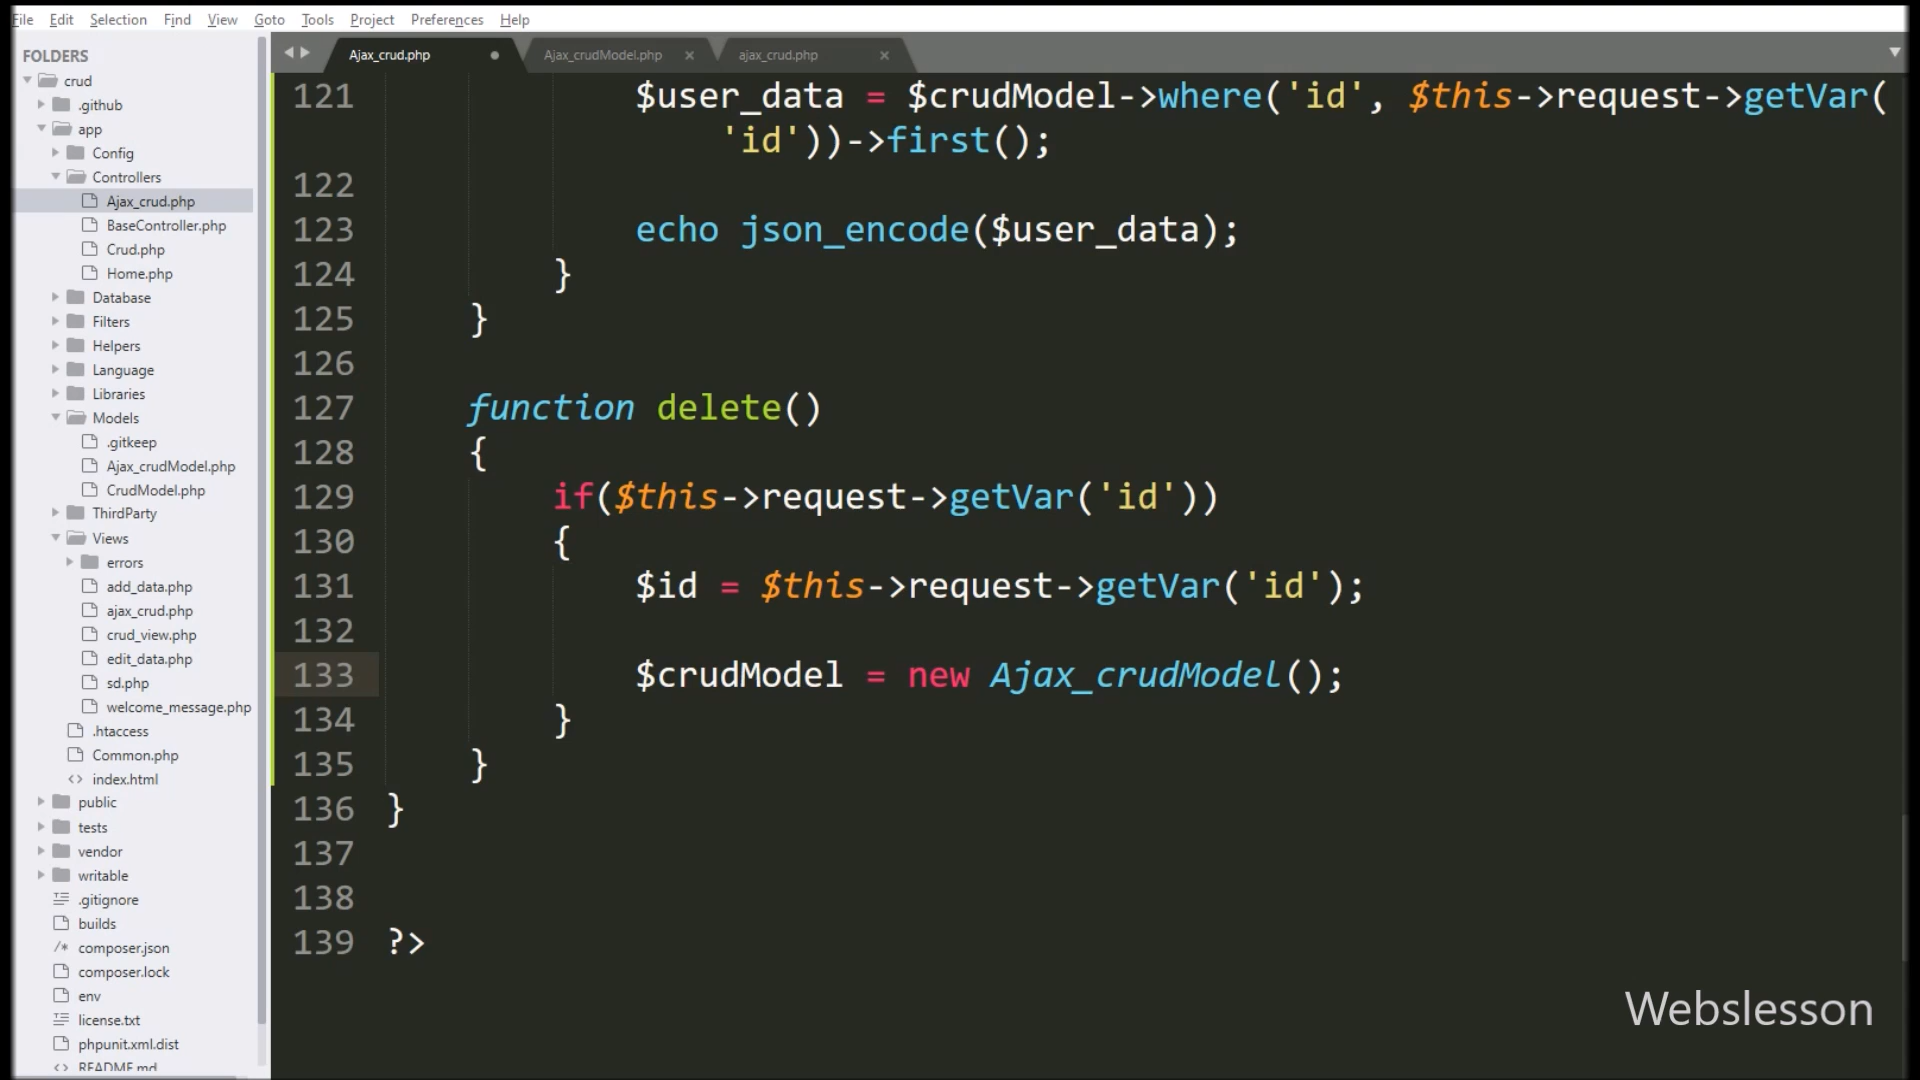 File Edit Selection Find View Goto Tools Project Preferences Help
FOLDERS
crud
.github
app
Config
Controllers
Ajax_crud.php
BaseController.php
Crud.php
Home.php
Database
Filters
Helpers
Language
Libraries
Models
.gitkeep
Ajax_crudModel.php
CrudModel.php
ThirdParty
Views
errors
add_data.php
ajax_crud.php
crud_view.php
edit_data.php
sd.php
welcome_message.php
.htaccess
Common.php
<> index.html
public
tests
vendor
writable
.gitignore
builds
/* composer.json
composer.lock
env
license.txt
phpunit.xml.dist
<> README.md
Ajax_crud.php Ajax_crudModel.php × ajax_crud.php ×
121 $user_data = $crudModel->where('id', $this->request->getVar(
'id'))->first();
122
123 echo json_encode($user_data);
124 }
125 }
126
127 function delete()
128 {
129 if($this->request->getVar('id'))
130 {
131 $id = $this->request->getVar('id');
132
133 $crudModel = new Ajax_crudModel();
134 }
135 }
136 }
137
138
139 ?>
Webslesson